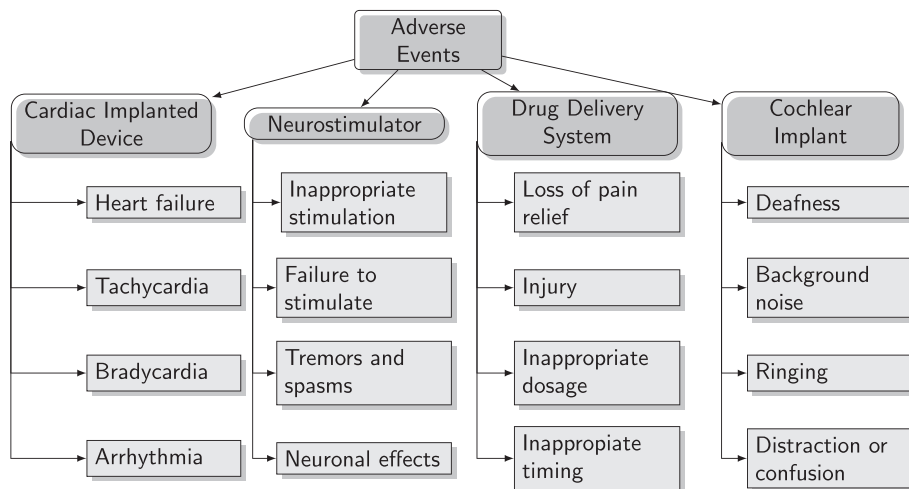 Adverse
Events
Cardiac Implanted
Device
Heart failure
Tachycardia
Bradycardia
Arrhythmia
Neurostimulator
Inappropriate
stimulation
Failure to
stimulate
Tremors and
spasms
Neuronal effects
Drug Delivery
System
Loss of pain
relief
Injury
Inappropriate
dosage
Inappropiate
timing
Cochlear
Implant
Deafness
Background
noise
Ringing
Distraction or
confusion